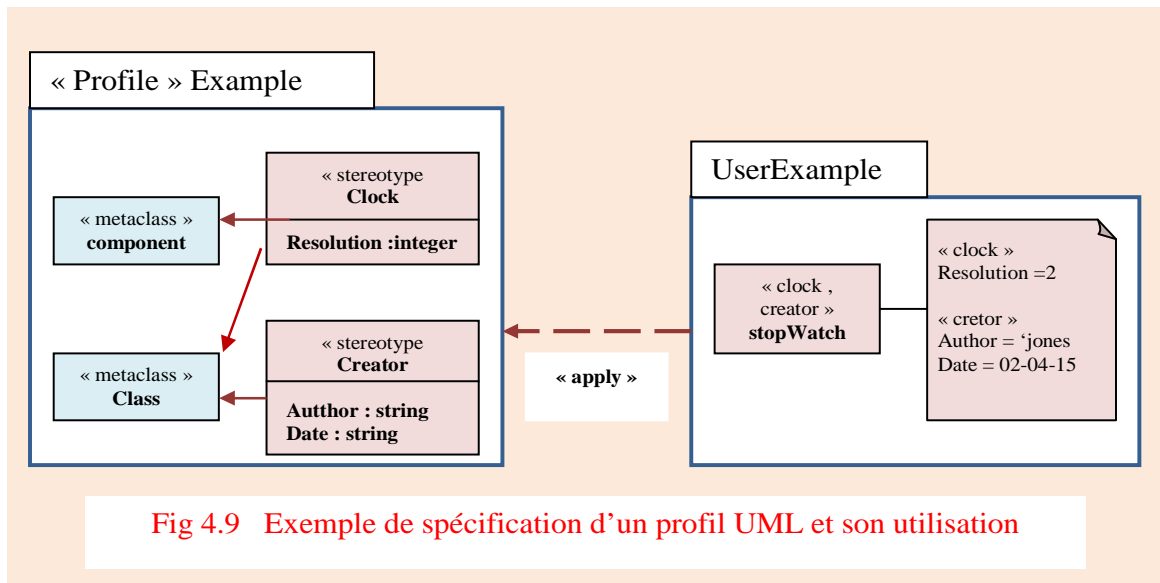 « Profile » Example
« stereotype
Clock
Resolution :integer
« metaclass »
component
« stereotype
Creator
Autthor : string
Date : string
« metaclass »
Class
« apply »
UserExample
« clock ,
creator »
stopWatch
« clock »
Resolution =2
« cretor »
Author = ‘jones
Date = 02-04-15
Fig 4.9 Exemple de spécification d’un profil UML et son utilisation